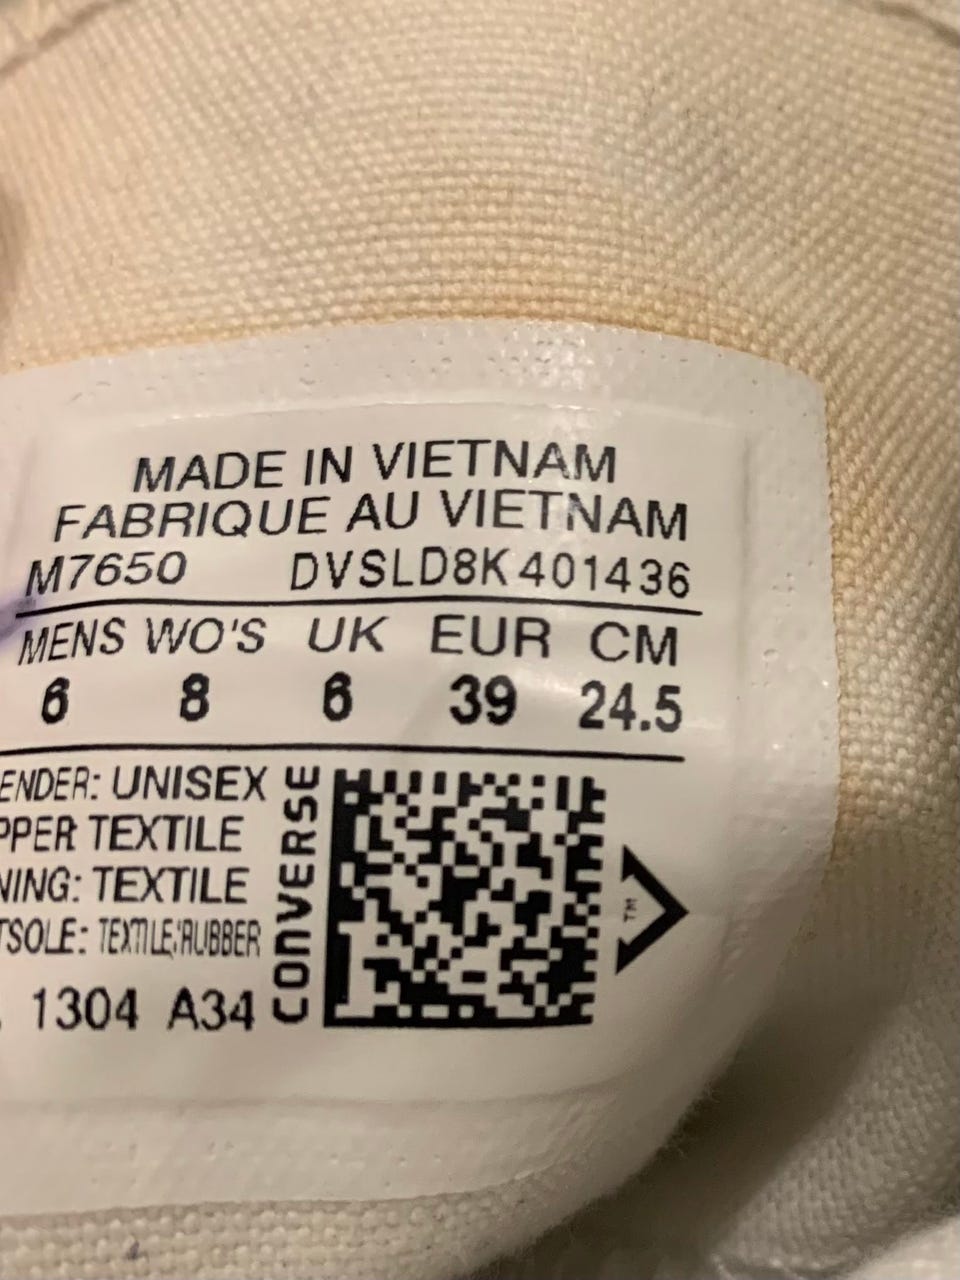 MADE IN VIETNAM
FABRIQUE AU VIETNAM
M7650 DVSLD8K 401436
MENS WO'S UK EUR CM
6 8 6 39 24.5
ENDER: UNISEX
PPER TEXTILE
NING: TEXTILE
TSOLE: TEXTILE/RUBBER
1304 A34
CONVERSE
TM